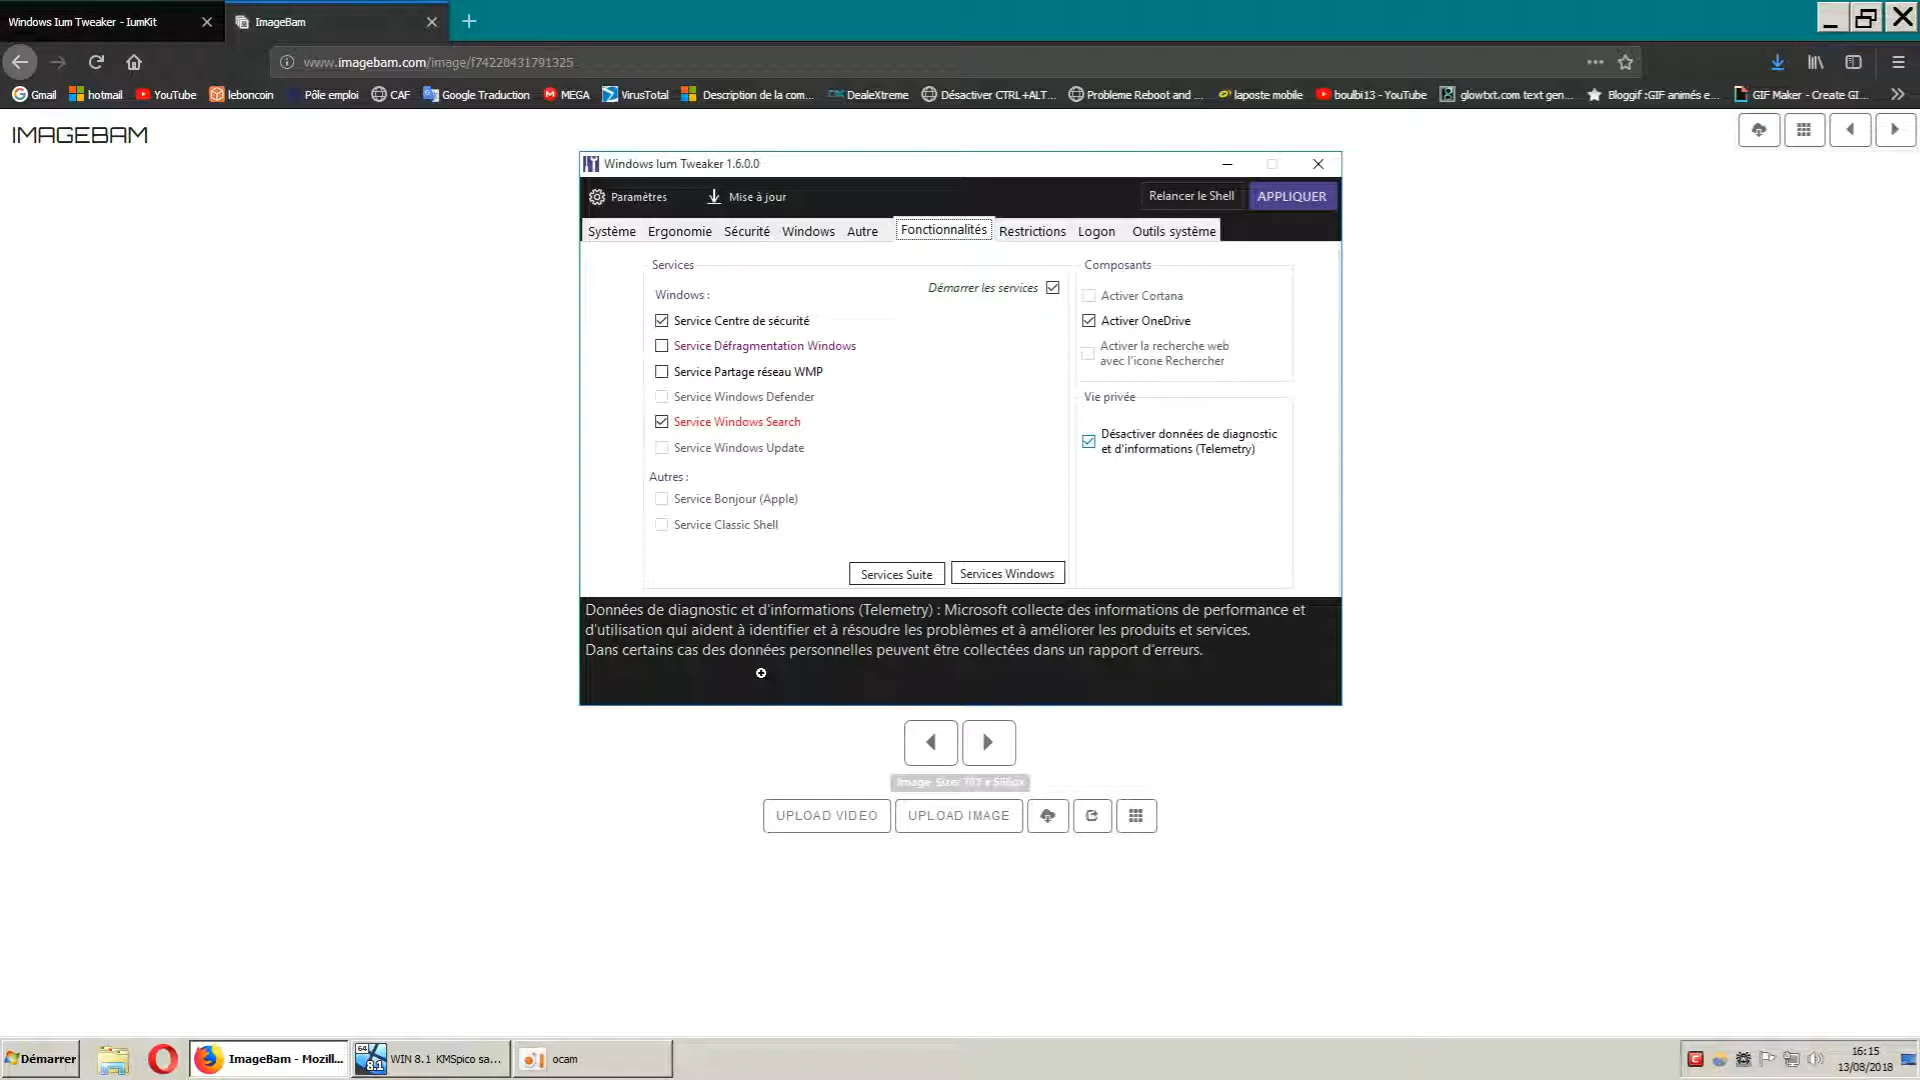 Windows Ium Tweaker - IumKit
ImageBam
www.imagebam.com/image/f74220431791325
Gmail
hotmail
YouTube
leboncoin
Pôle emploi
CAF
Google Traduction
MEGA
VirusTotal
Description de la com...
DealeXtreme
Désactiver CTRL+ALT...
Probleme Reboot and ...
laposte mobile
boulbi13 - YouTube
glowtxt.com text gen...
Bloggif :GIF animés e...
GIF Maker - Create GI...
IMAGEBAM
Windows Ium Tweaker 1.6.0.0
Paramètres
Mise à jour
Relancer le Shell
APPLIQUER
Système
Ergonomie
Sécurité
Windows
Autre
Fonctionnalités
Restrictions
Logon
Outils système
Services
Démarrer les services
Windows :
Service Centre de sécurité
Service Défragmentation Windows
Service Partage réseau WMP
Service Windows Defender
Service Windows Search
Service Windows Update
Autres :
Service Bonjour (Apple)
Service Classic Shell
Services Suite
Services Windows
Composants
Activer Cortana
Activer OneDrive
Activer la recherche web
avec l'icone Rechercher
Vie privée
Désactiver données de diagnostic
et d'informations (Telemetry)
Données de diagnostic et d'informations (Telemetry) : Microsoft collecte des informations de performance et
d'utilisation qui aident à identifier et à résoudre les problèmes et à améliorer les produits et services.
Dans certains cas des données personnelles peuvent être collectées dans un rapport d'erreurs.
Image Size:
UPLOAD VIDEO
UPLOAD IMAGE
Démarrer
ImageBam - Mozill...
64
8.1
WIN 8.1 KMSpico sa...
ocam
16:15
13/08/2018